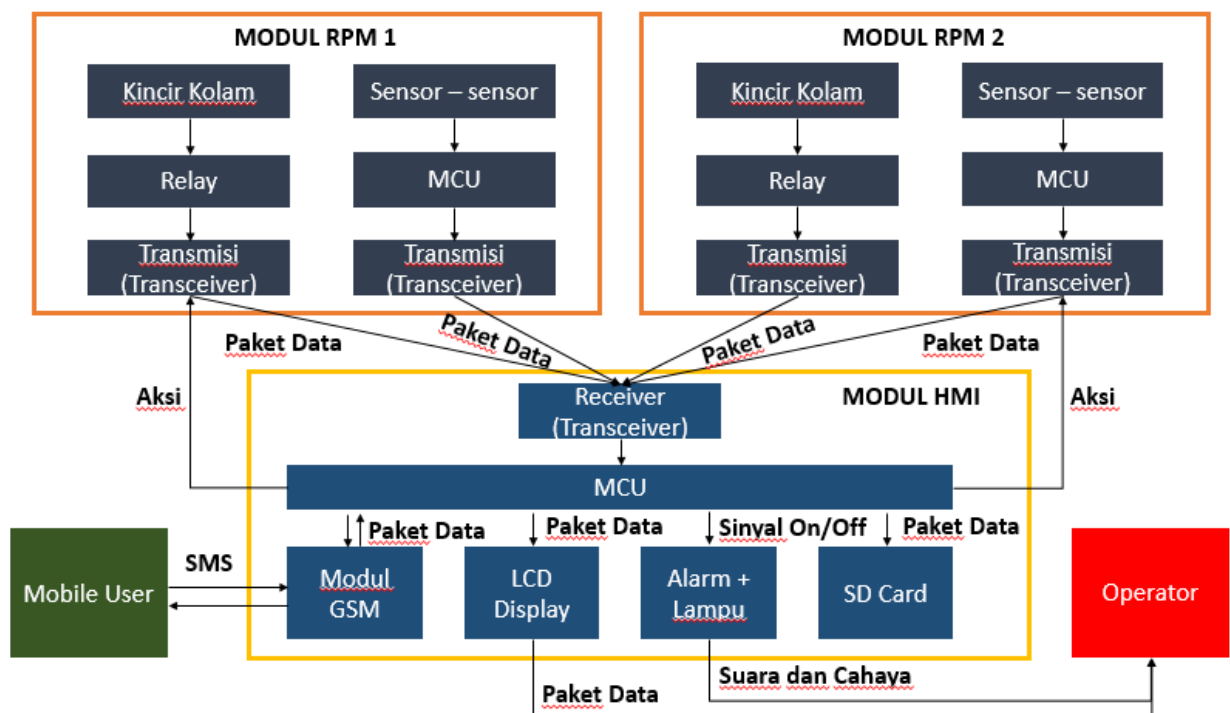 MODUL RPM 1
Kincir Kolam
Sensor – sensor
Relay
MCU
Transmisi
(Transceiver)
Transmisi
(Transceiver)
MODUL RPM 2
Kincir Kolam
Sensor – sensor
Relay
MCU
Transmisi
(Transceiver)
Transmisi
(Transceiver)
Paket Data
Paket Data
Paket Data
Paket Data
Aksi
Aksi
MODUL HMI
Receiver
(Transceiver)
MCU
Paket Data
Paket Data
Sinyal On/Off
Paket Data
SMS
Mobile User
Modul
GSM
LCD
Display
Alarm +
Lampu
SD Card
Operator
Suara dan Cahaya
Paket Data